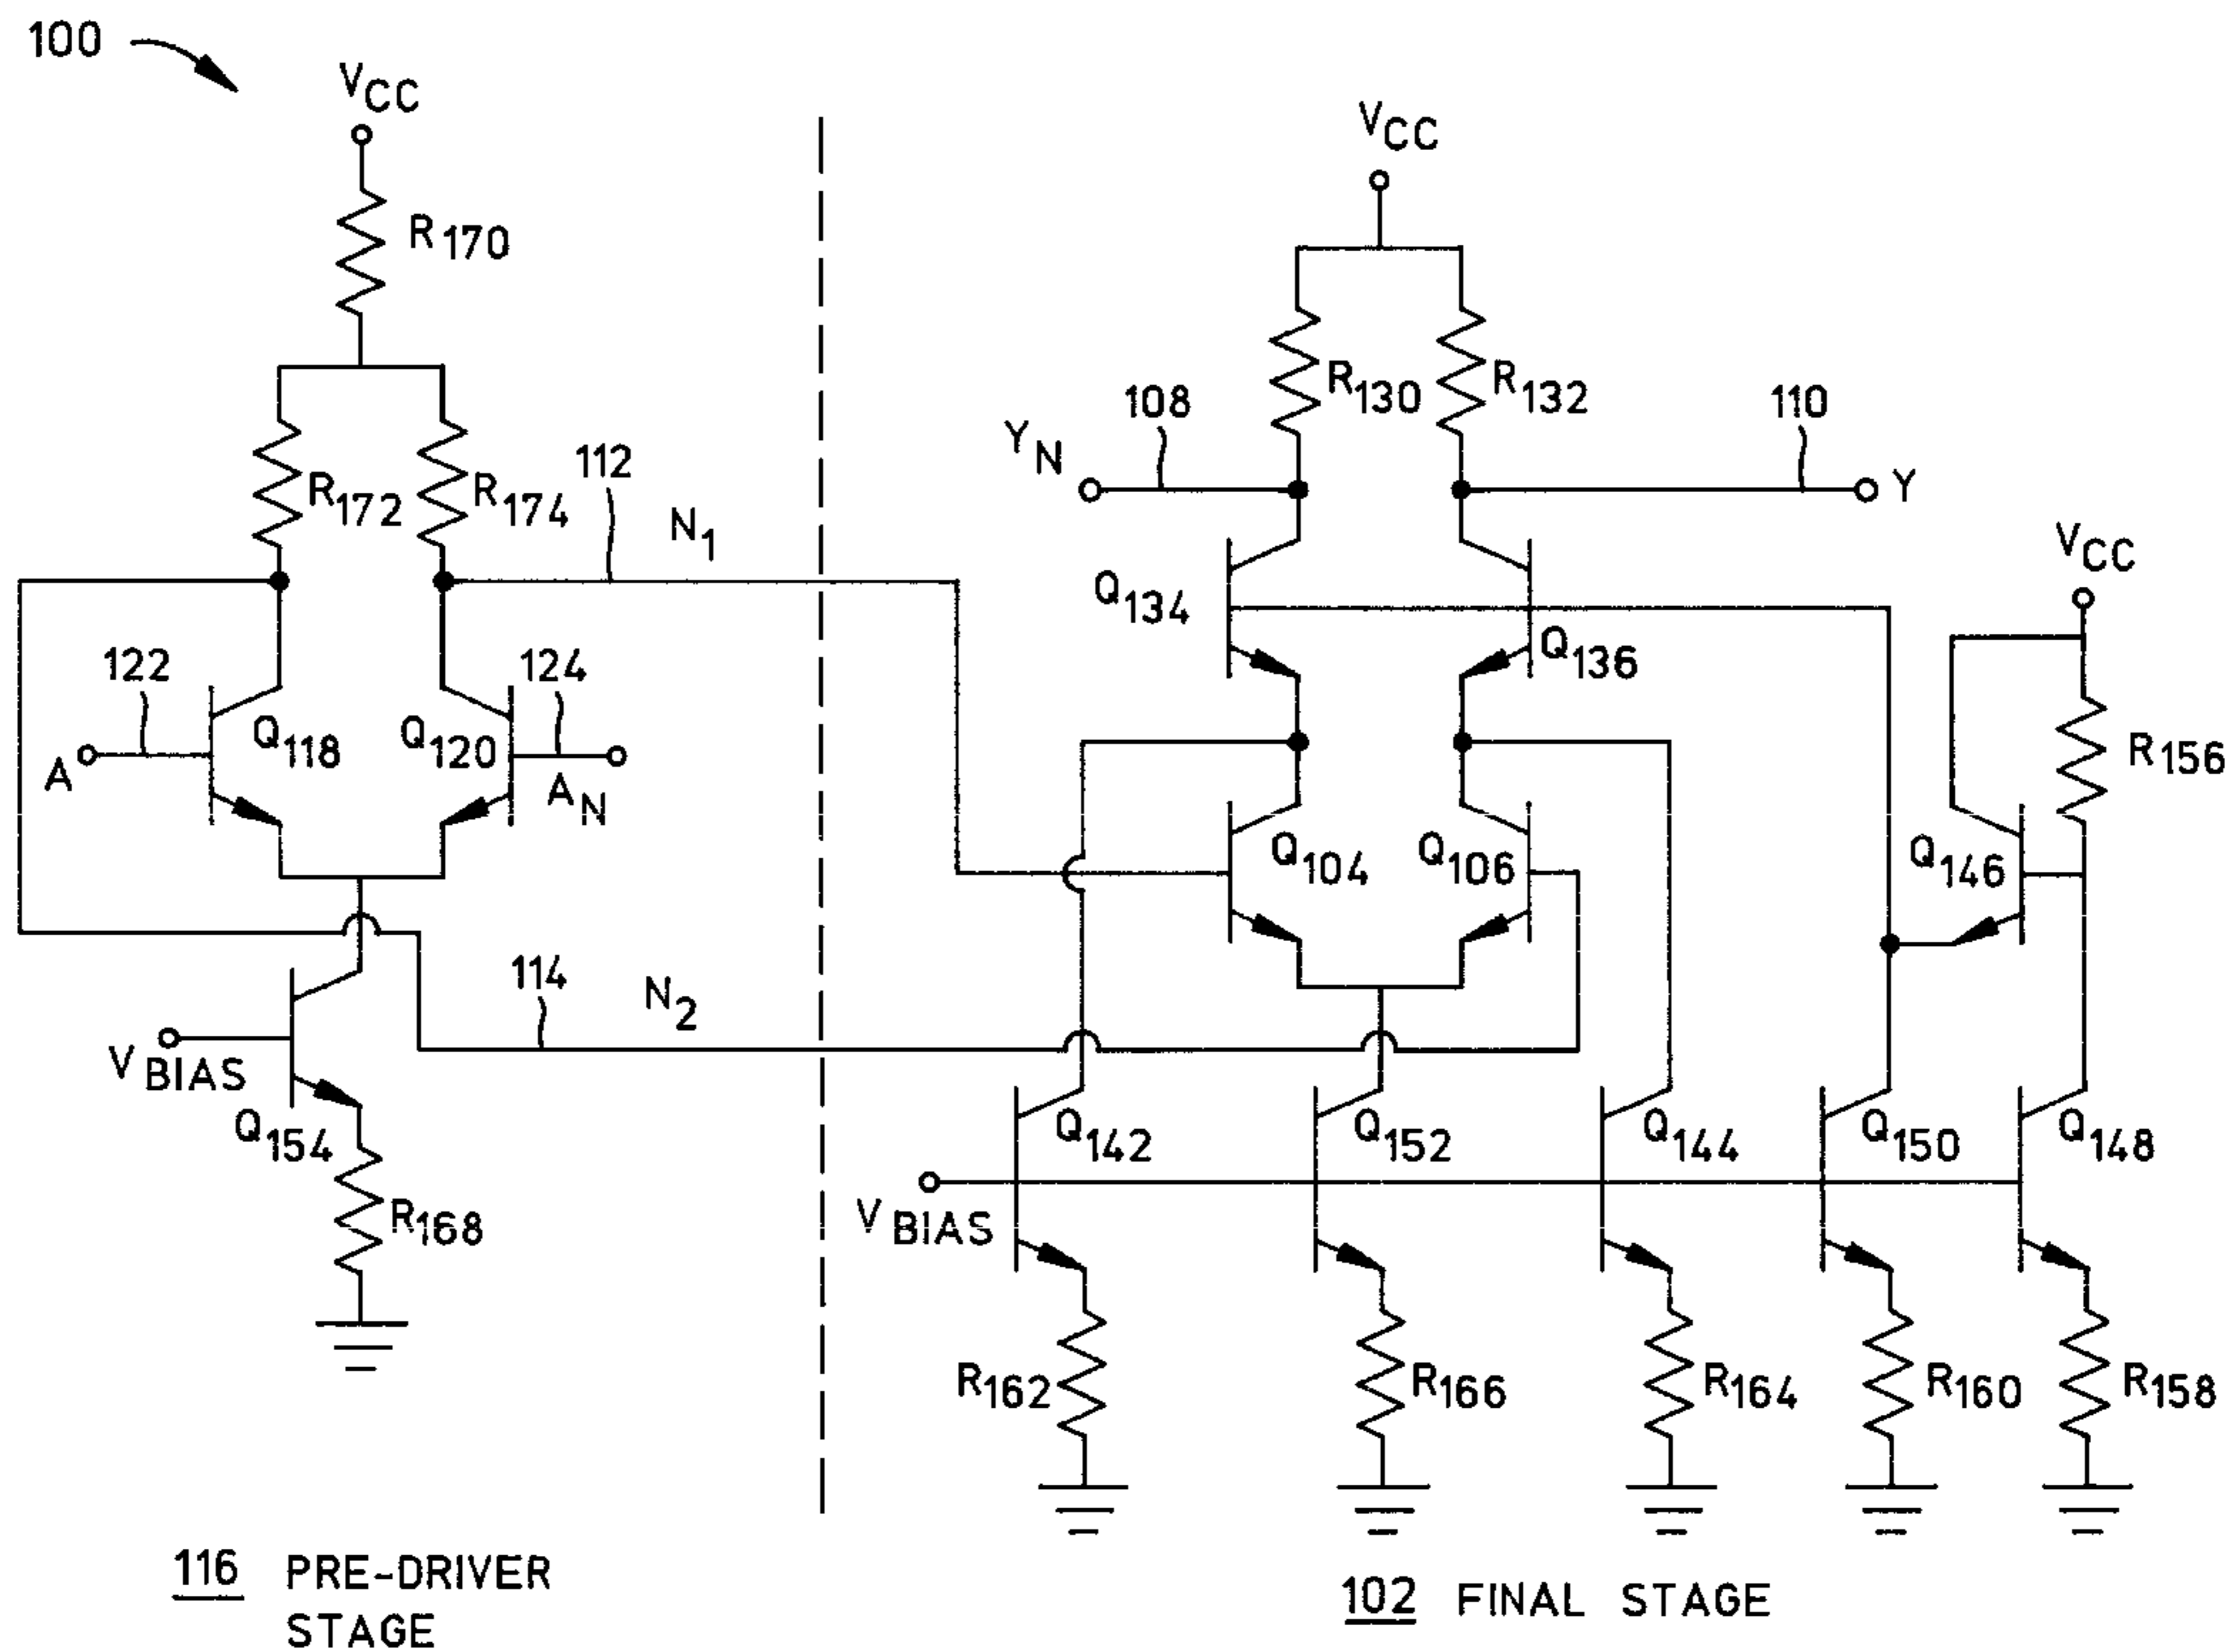 100
VCC
VCC
R170
R130
R132
108
110
YN
Y
112
R172
R174
N1
VCC
Q134
Q136
122
124
Q118
Q120
A
AN
R156
Q104
Q106
Q146
114
N2
VBIAS
Q154
Q142
Q152
Q144
Q150
Q148
R168
VBIAS
R162
R166
R164
R160
R158
116 PRE-DRIVER
STAGE
102 FINAL STAGE